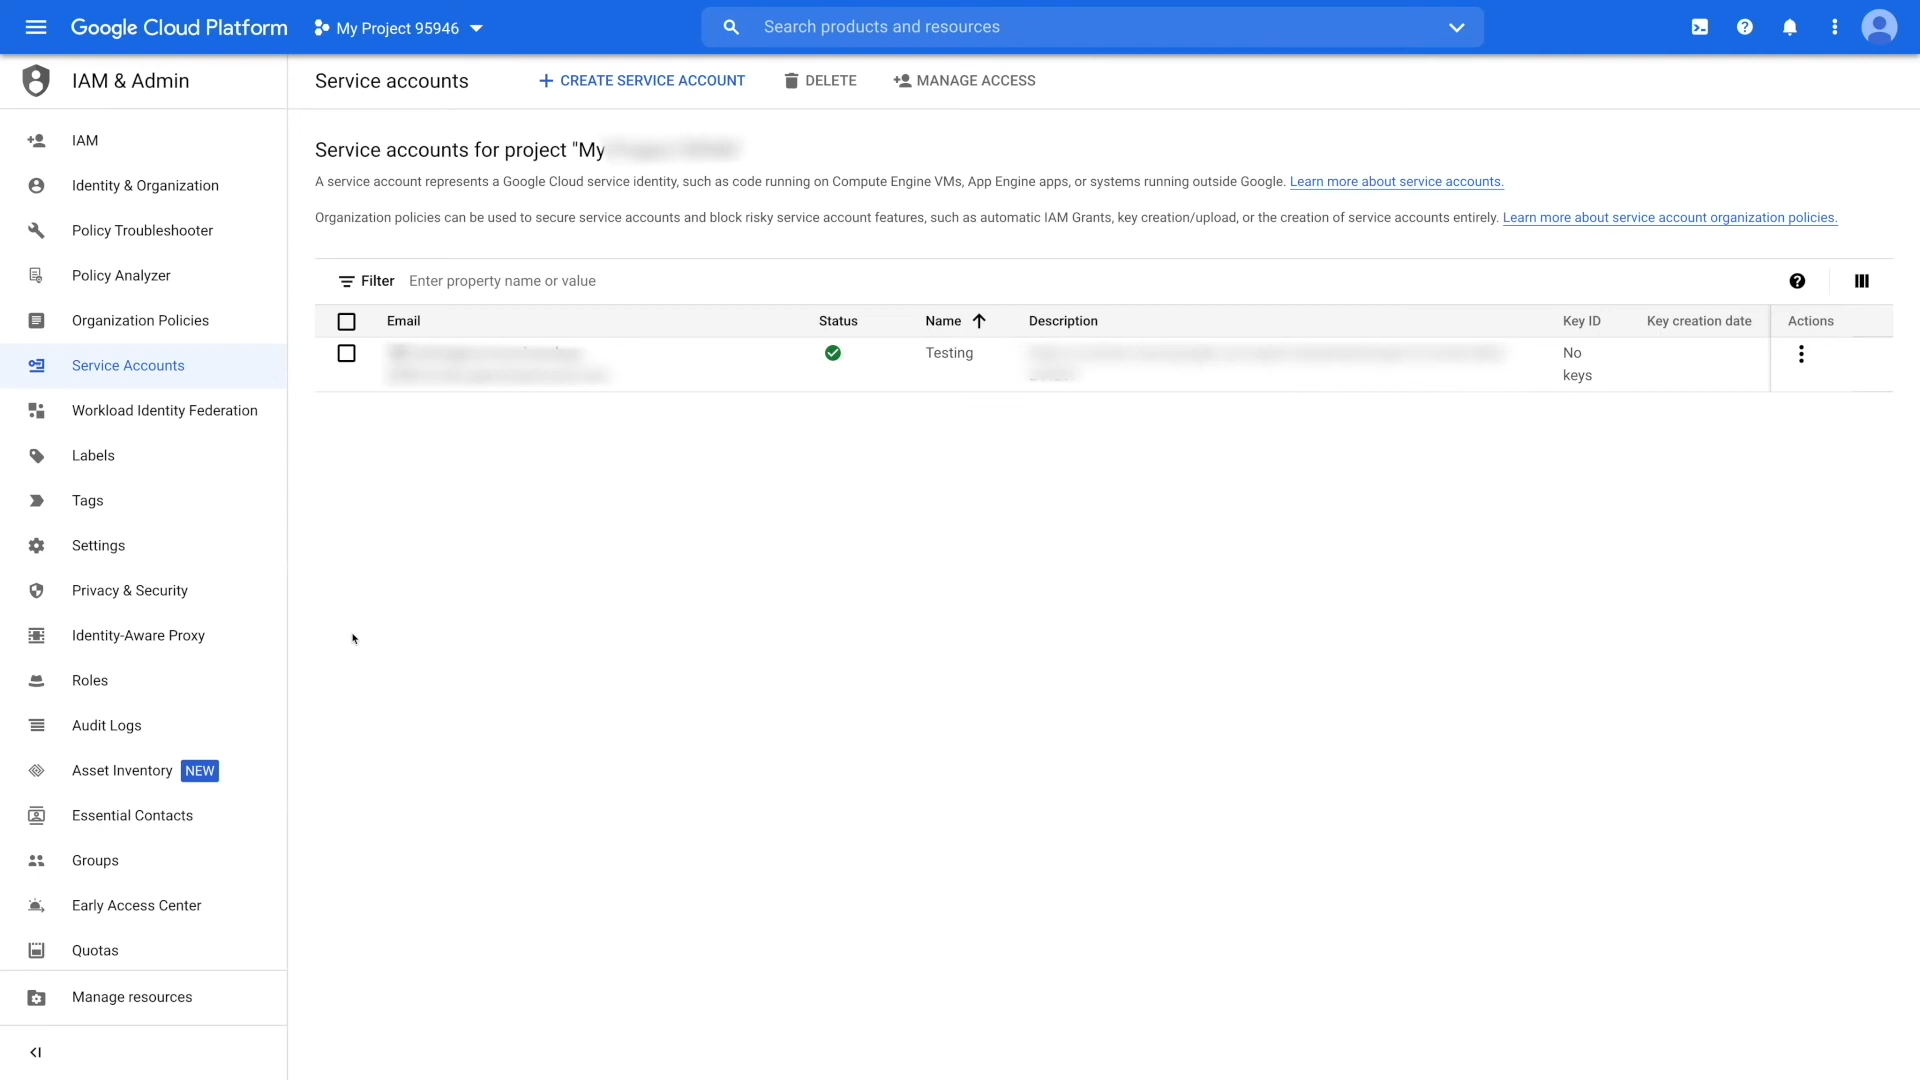 Google Cloud Platform
My Project 95946
Search products and resources
IAM & Admin
Service accounts
CREATE SERVICE ACCOUNT
DELETE
MANAGE ACCESS
IAM
Identity & Organization
Policy Troubleshooter
Policy Analyzer
Organization Policies
Service Accounts
Workload Identity Federation
Labels
Tags
Settings
Privacy & Security
Identity-Aware Proxy
Roles
Audit Logs
Asset Inventory NEW
Essential Contacts
Groups
Early Access Center
Quotas
Manage resources
Service accounts for project "My
A service account represents a Google Cloud service identity, such as code running on Compute Engine VMs, App Engine apps, or systems running outside Google. Learn more about service accounts.
Organization policies can be used to secure service accounts and block risky service account features, such as automatic IAM Grants, key creation/upload, or the creation of service accounts entirely. Learn more about service account organization policies.
Filter Enter property name or value
Email Status Name Description Key ID Key creation date Actions
Testing No
keys